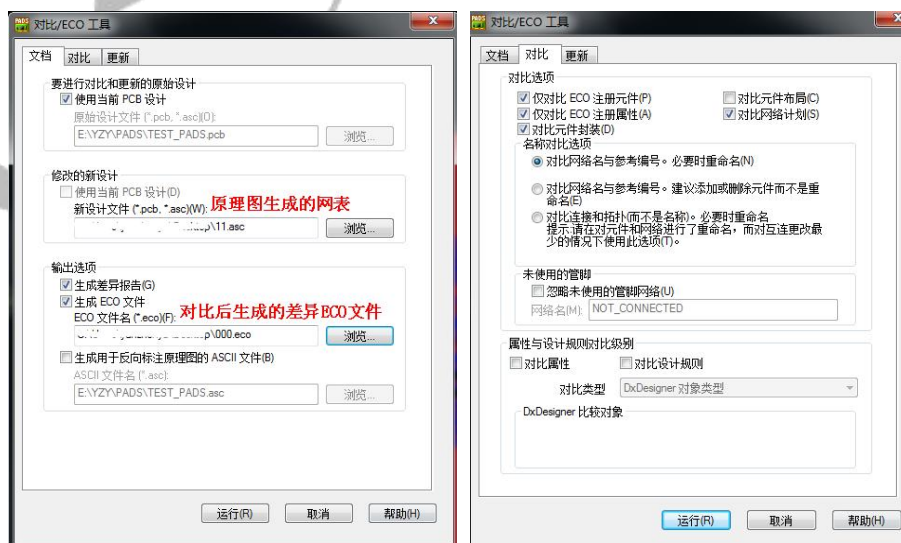 对比/ECO 工具
文档 对比 更新
要进行对比和更新的原始设计
使用当前 PCB 设计
原始设计文件 (*.pcb, *.asc)(O):
E:\YZY\PADS\TEST_PADS.pcb 浏览...
修改的新设计
使用当前 PCB 设计(D)
新设计文件 (*.pcb, *.asc)(W): 原理图生成的网表
\11.asc 浏览...
输出选项
生成差异报告(G)
生成 ECO 文件
ECO 文件名 (*.eco)(F): 对比后生成的差异ECO文件
\000.eco 浏览...
生成用于反向标注原理图的 ASCII 文件(B)
ASCII 文件名 (*.asc):
E:\YZY\PADS\TEST_PADS.asc 浏览...
运行(R) 取消 帮助(H)
对比/ECO 工具
文档 对比 更新
对比选项
仅对比 ECO 注册元件(P) 对比元件布局(C)
仅对比 ECO 注册属性(A) 对比网络计划(S)
对比元件封装(D)
名称对比选项
对比网络名与参考编号。必要时重命名(N)
对比网络名与参考编号。建议添加或删除元件而不是重
命名(E)
对比连接和拓扑(而不是名称)。必要时重命名
提示:请在对元件和网络进行了重命名，而对互连更改最
少的情况下使用此选项(T)。
未使用的管脚
忽略未使用的管脚网络(U)
网络名(M): NOT_CONNECTED
属性与设计规则对比级别
对比属性 对比设计规则
对比类型 DxDesigner 对象类型
DxDesigner 比较对象
运行(R) 取消 帮助(H)